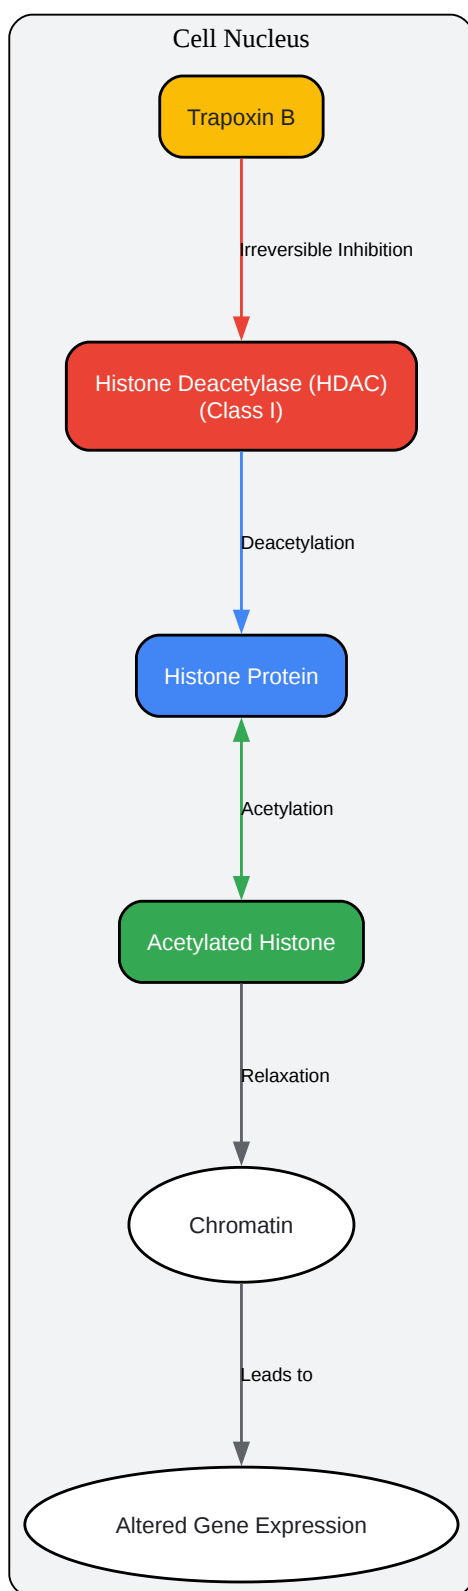 Cell Nucleus
Trapoxin B
Irreversible Inhibition
Histone Deacetylase (HDAC)
(Class I)
Deacetylation
Histone Protein
Acetylation
Acetylated Histone
Relaxation
Chromatin
Leads to
Altered Gene Expression